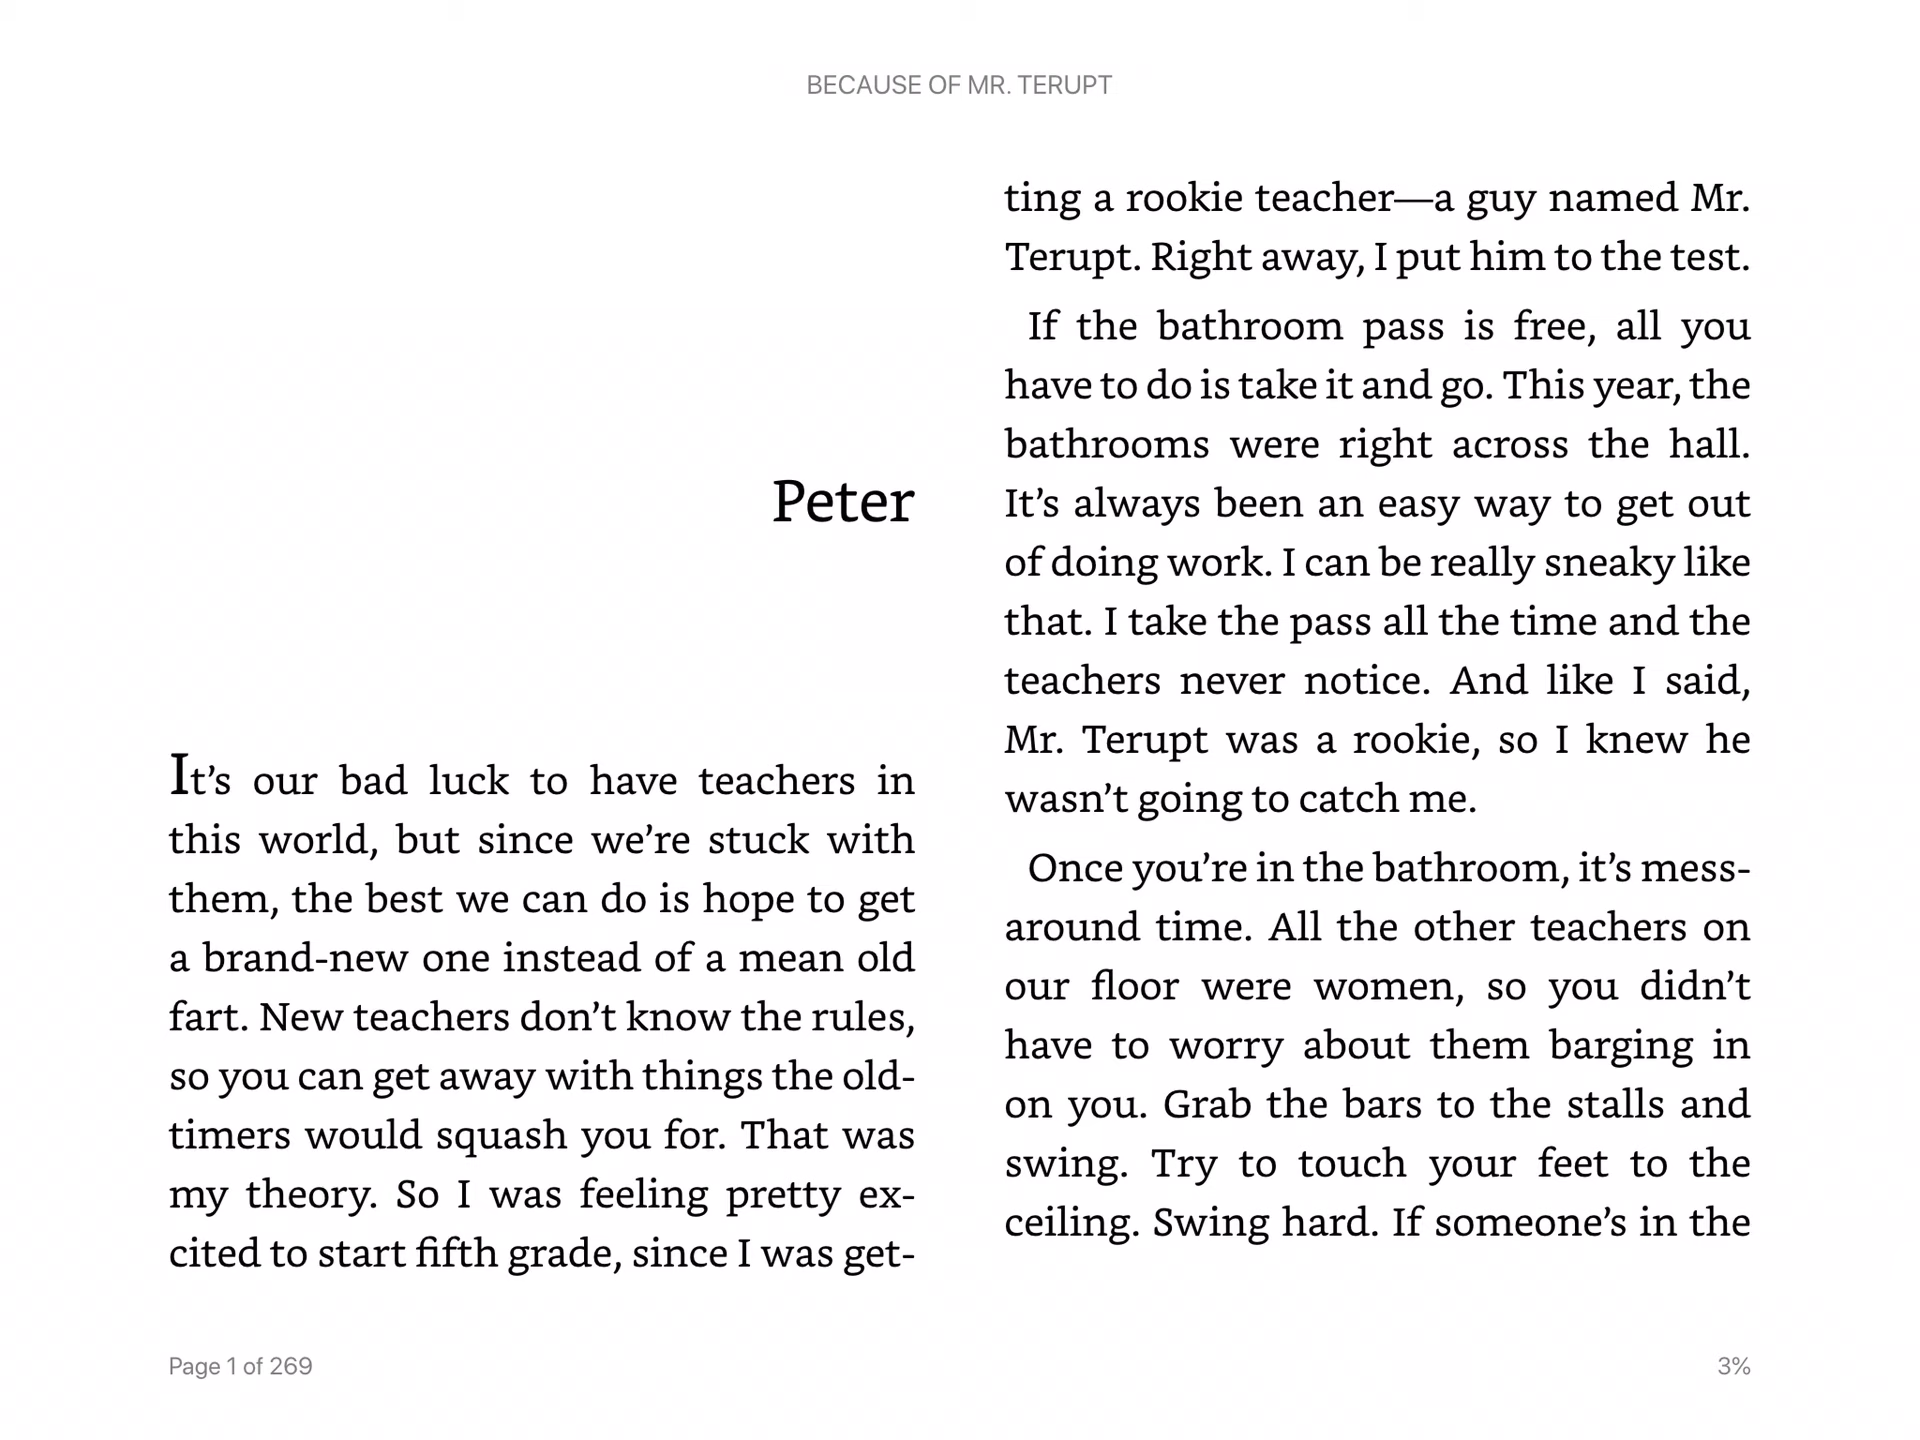 BECAUSE OF MR. TERUPT
Peter
It’s our bad luck to have teachers in
this world, but since we’re stuck with
them, the best we can do is hope to get
a brand-new one instead of a mean old
fart. New teachers don’t know the rules,
so you can get away with things the old-
timers would squash you for. That was
my theory. So I was feeling pretty ex-
cited to start fifth grade, since I was get-
ting a rookie teacher—a guy named Mr.
Terupt. Right away, I put him to the test.
If the bathroom pass is free, all you
have to do is take it and go. This year, the
bathrooms were right across the hall.
It’s always been an easy way to get out
of doing work. I can be really sneaky like
that. I take the pass all the time and the
teachers never notice. And like I said,
Mr. Terupt was a rookie, so I knew he
wasn’t going to catch me.
Once you’re in the bathroom, it’s mess-
around time. All the other teachers on
our floor were women, so you didn’t
have to worry about them barging in
on you. Grab the bars to the stalls and
swing. Try to touch your feet to the
ceiling. Swing hard. If someone’s in the
Page 1 of 269
3%